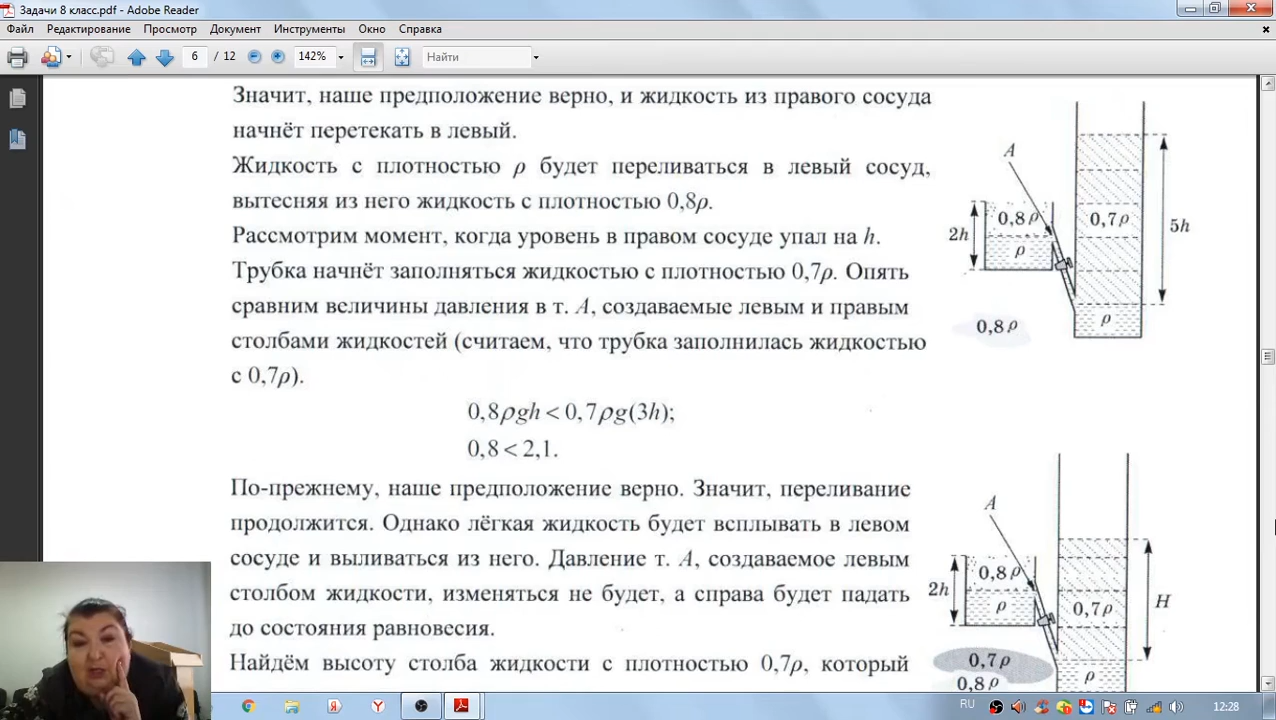 Задачи 8 класс.pdf - Adobe Reader
Файл Редактирование Просмотр Документ Инструменты Окно Справка
6 / 12 142% Найти
Значит, наше предположение верно, и жидкость из правого сосуда
начнёт перетекать в левый.
Жидкость с плотностью ρ будет переливаться в левый сосуд,
вытесняя из него жидкость с плотностью 0,8ρ.
Рассмотрим момент, когда уровень в правом сосуде упал на h.
Трубка начнёт заполняться жидкостью с плотностью 0,7ρ. Опять
сравним величины давления в т. A, создаваемые левым и правым
столбами жидкостей (считаем, что трубка заполнилась жидкостью
с 0,7ρ).
0,8ρgh < 0,7ρg(3h);
0,8 < 2,1.
По-прежнему, наше предположение верно. Значит, переливание
продолжится. Однако лёгкая жидкость будет всплывать в левом
сосуде и выливаться из него. Давление т. A, создаваемое левым
столбом жидкости, изменяться не будет, а справа будет падать
до состояния равновесия.
Найдём высоту столба жидкости с плотностью 0,7ρ, который
A
0,8ρ
0,7ρ
2h
5h
ρ
ρ
0,8ρ
A
0,8ρ
2h
ρ
0,7ρ
H
0,7ρ
0,8ρ
ρ
RU 12:28